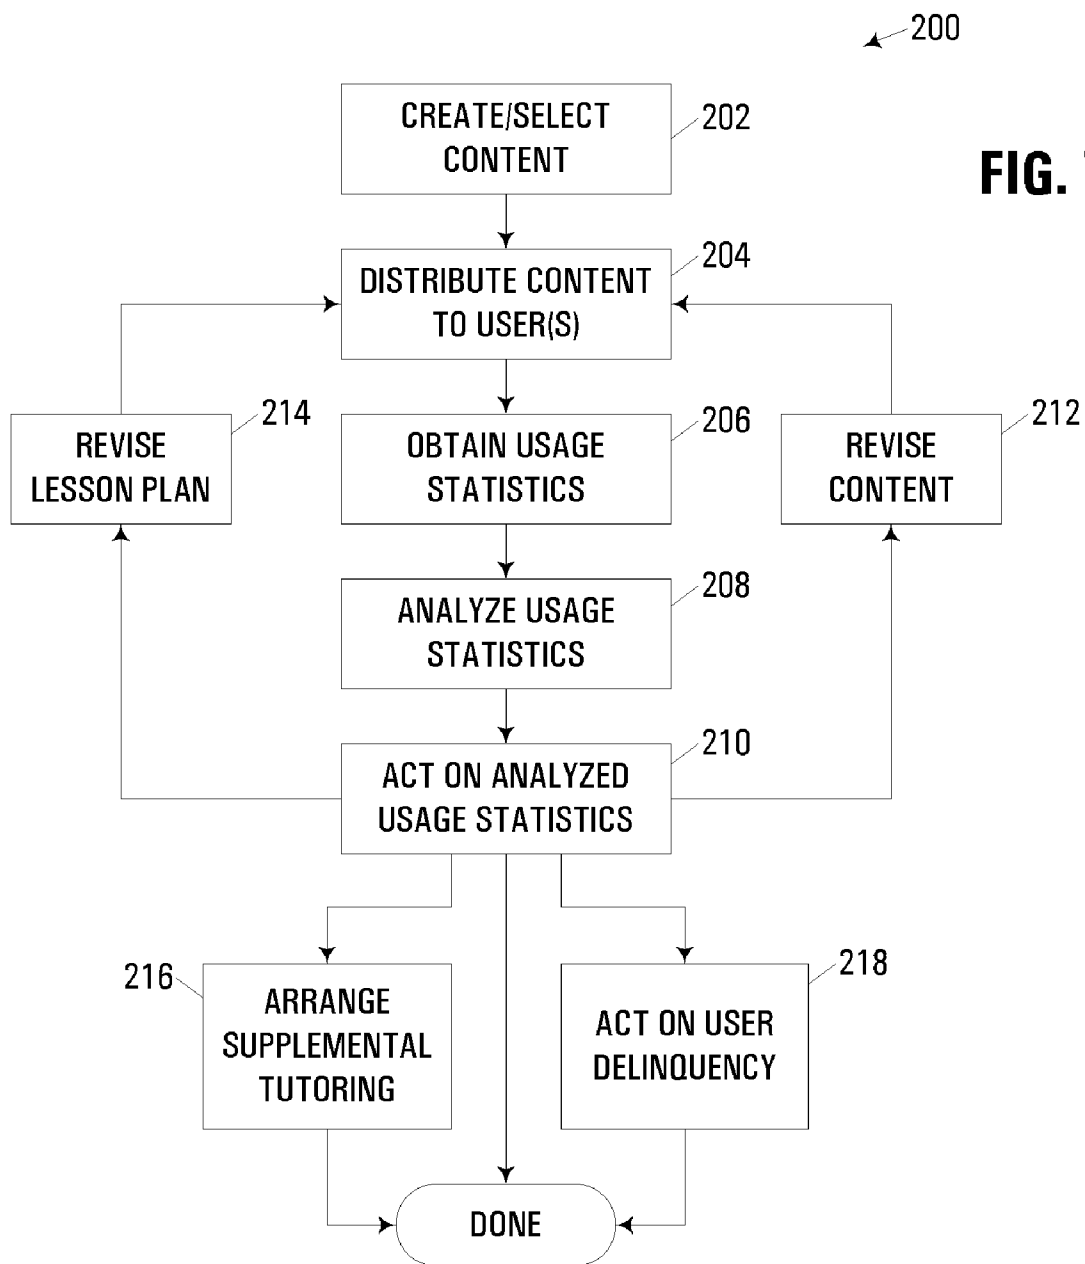 200
CREATE/SELECT
CONTENT
202
FIG.
DISTRIBUTE CONTENT
TO USER(S)
204
REVISE
LESSON PLAN
214
OBTAIN USAGE
STATISTICS
206
REVISE
CONTENT
212
ANALYZE USAGE
STATISTICS
208
ACT ON ANALYZED
USAGE STATISTICS
210
216
ARRANGE
SUPPLEMENTAL
TUTORING
ACT ON USER
DELINQUENCY
218
DONE